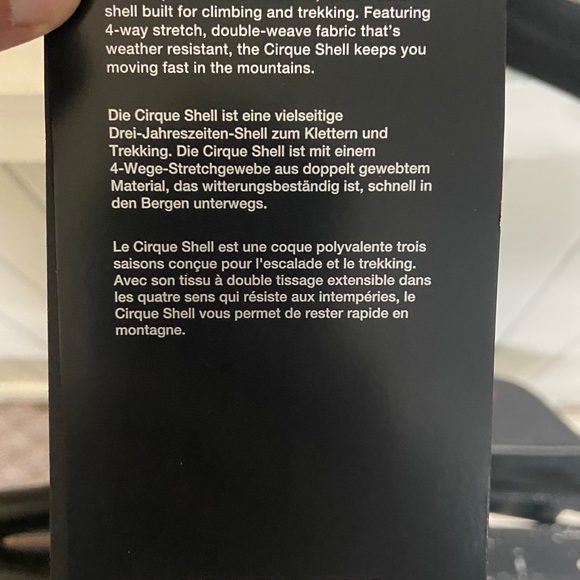 shell built for climbing and trekking. Featuring
4-way stretch, double-weave fabric that's
weather resistant, the Cirque Shell keeps you
moving fast in the mountains.
Die Cirque Shell ist eine vielseitige
Drei-Jahreszeiten-Shell zum Klettern und
Trekking. Die Cirque Shell ist mit einem
4-Wege-Stretchgewebe aus doppelt gewebtem
Material, das witterungsbeständig ist, schnell in
den Bergen unterwegs.
Le Cirque Shell est une coque polyvalente trois
saisons conçue pour l'escalade et le trekking.
Avec son tissu à double tissage extensible dans
les quatre sens qui résiste aux intempéries, le
Cirque Shell vous permet de rester rapide en
montagne.